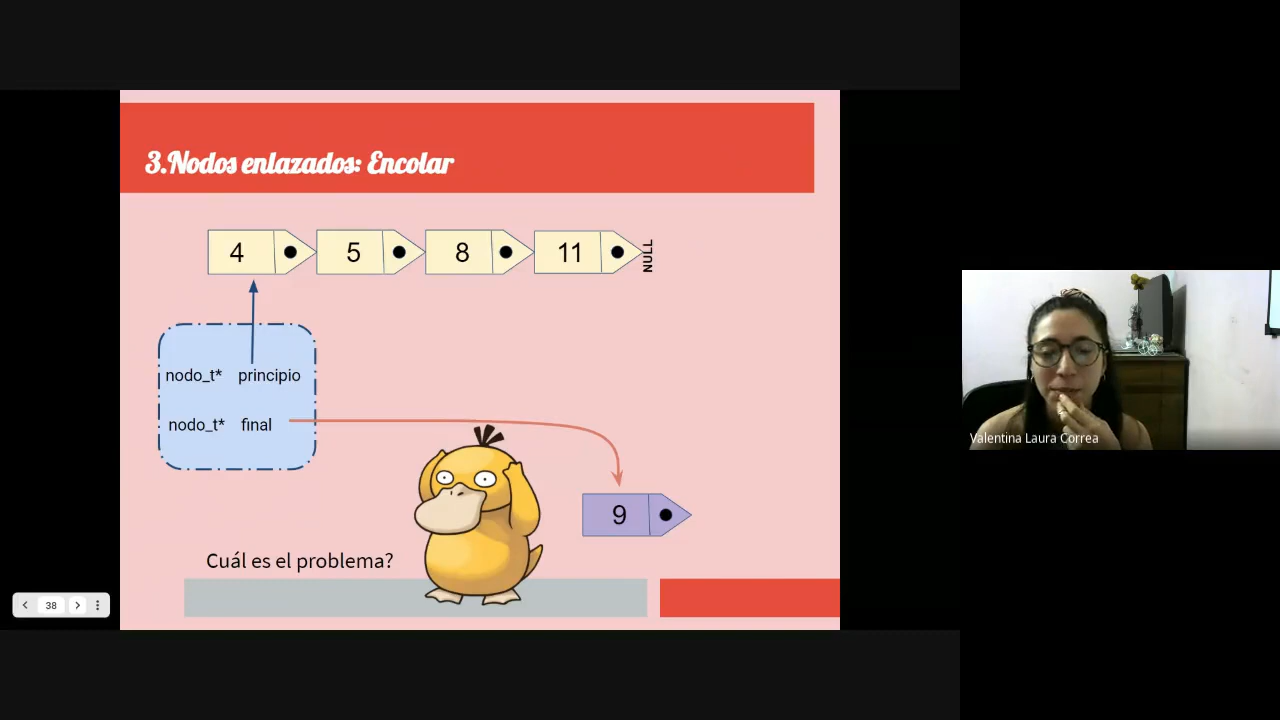 3.Nodos enlazados: Encolar
4 5 8 11 NULL
nodo_t* principio
nodo_t* final
9
Cuál es el problema?
38
Valentina Laura Correa